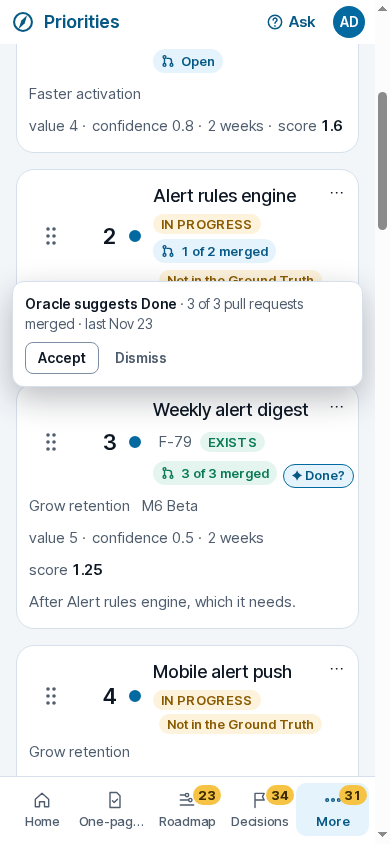 Priorities
Ask
AD
Open
Faster activation
value 4 · confidence 0.8 · 2 weeks · score 1.6
Alert rules engine
...
2
IN PROGRESS
1 of 2 merged
Not in the Ground Truth
Oracle suggests Done · 3 of 3 pull requests
merged · last Nov 23
Accept
Dismiss
Weekly alert digest
...
3
F-79 EXISTS
3 of 3 merged
Done?
Grow retention M6 Beta
value 5 · confidence 0.5 · 2 weeks
score 1.25
After Alert rules engine, which it needs.
Mobile alert push
...
4
IN PROGRESS
Not in the Ground Truth
Grow retention
23
34
31
Home
One-pag...
Roadmap
Decisions
More